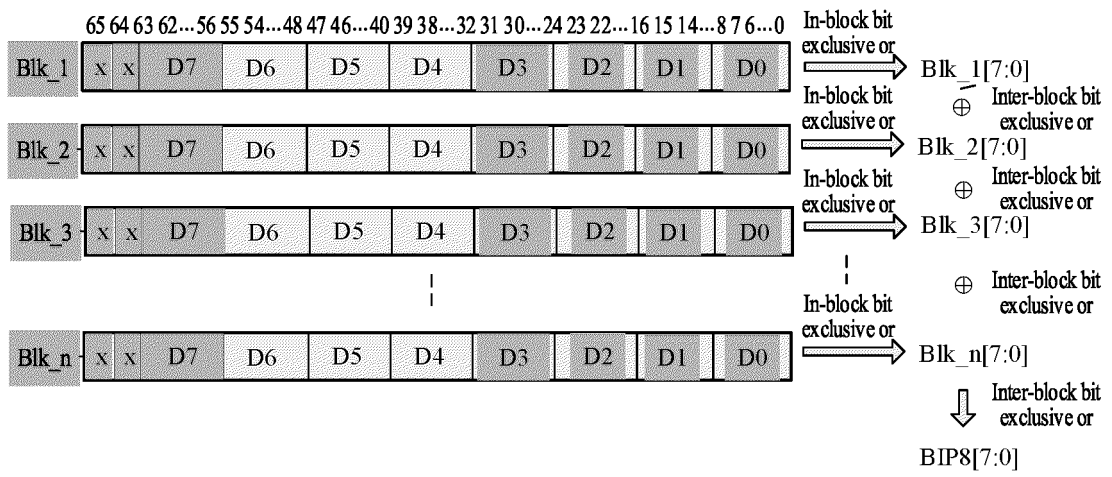 65 64 63 62...56 55 54...48 47 46...40 39 38...32 31 30...24 23 22...16 15 14...8 7 6...0
In-block bit
exclusive or
Blk_1 x x D7 D6 D5 D4 D3 D2 D1 D0
Blk_1[7:0]
In-block bit
exclusive or
⊕ Inter-block bit
exclusive or
Blk_2 x x D7 D6 D5 D4 D3 D2 D1 D0
Blk_2[7:0]
In-block bit
exclusive or
⊕ Inter-block bit
exclusive or
Blk_3 x x D7 D6 D5 D4 D3 D2 D1 D0
Blk_3[7:0]
⊕ Inter-block bit
exclusive or
In-block bit
exclusive or
Blk_n x x D7 D6 D5 D4 D3 D2 D1 D0
Blk_n[7:0]
Inter-block bit
exclusive or
BIP8[7:0]